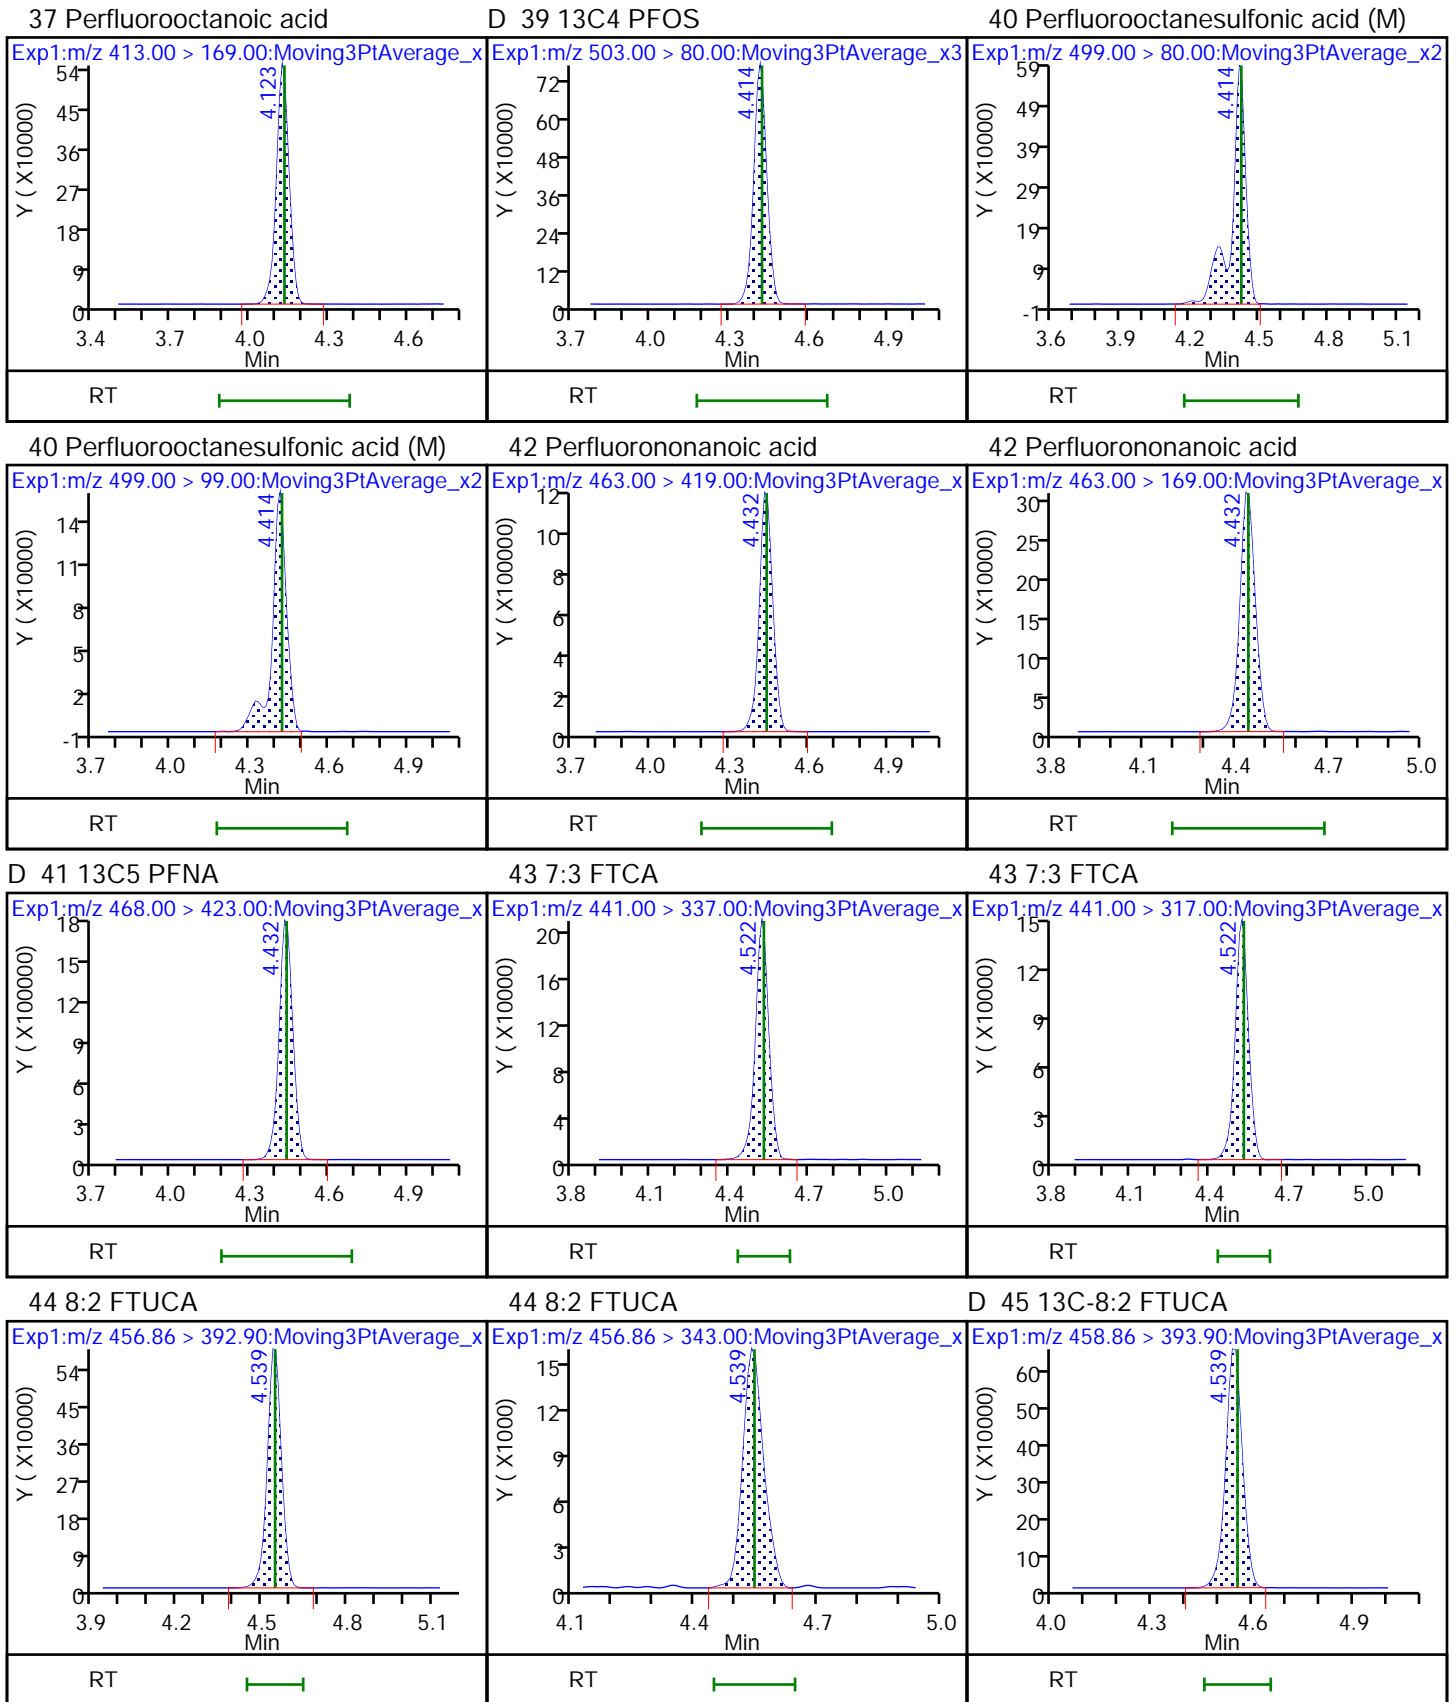 37 Perfluorooctanoic acid
Exp1:m/z 413.00 > 169.00:Moving3PtAverage_x
4.123
Y ( X10000)
54
45
36
27
18
9
0
3.4 3.7 4.0 4.3 4.6
Min
RT
D 39 13C4 PFOS
Exp1:m/z 503.00 > 80.00:Moving3PtAverage_x3
4.414
Y ( X10000)
72
60
48
36
24
12
0
3.7 4.0 4.3 4.6 4.9
Min
RT
40 Perfluorooctanesulfonic acid (M)
Exp1:m/z 499.00 > 80.00:Moving3PtAverage_x2
4.414
Y ( X10000)
59
49
39
29
19
9
-1
3.6 3.9 4.2 4.5 4.8 5.1
Min
RT
40 Perfluorooctanesulfonic acid (M)
Exp1:m/z 499.00 > 99.00:Moving3PtAverage_x2
4.414
Y ( X10000)
14
11
8
5
2
-1
3.7 4.0 4.3 4.6 4.9
Min
RT
42 Perfluorononanoic acid
Exp1:m/z 463.00 > 419.00:Moving3PtAverage_x
4.432
Y ( X100000)
12
10
8
6
4
2
0
3.7 4.0 4.3 4.6 4.9
Min
RT
42 Perfluorononanoic acid
Exp1:m/z 463.00 > 169.00:Moving3PtAverage_x
4.432
Y ( X10000)
30
25
20
15
10
5
0
3.8 4.1 4.4 4.7 5.0
Min
RT
D 41 13C5 PFNA
Exp1:m/z 468.00 > 423.00:Moving3PtAverage_x
4.432
Y ( X100000)
18
15
12
9
6
3
0
3.7 4.0 4.3 4.6 4.9
Min
RT
43 7:3 FTCA
Exp1:m/z 441.00 > 337.00:Moving3PtAverage_x
4.522
Y ( X10000)
20
16
12
8
4
0
3.8 4.1 4.4 4.7 5.0
Min
RT
43 7:3 FTCA
Exp1:m/z 441.00 > 317.00:Moving3PtAverage_x
4.522
Y ( X10000)
15
12
9
6
3
0
3.8 4.1 4.4 4.7 5.0
Min
RT
44 8:2 FTUCA
Exp1:m/z 456.86 > 392.90:Moving3PtAverage_x
4.539
Y ( X10000)
54
45
36
27
18
9
0
3.9 4.2 4.5 4.8 5.1
Min
RT
44 8:2 FTUCA
Exp1:m/z 456.86 > 343.00:Moving3PtAverage_x
4.539
Y ( X1000)
15
12
9
6
3
0
4.1 4.4 4.7 5.0
Min
RT
D 45 13C-8:2 FTUCA
Exp1:m/z 458.86 > 393.90:Moving3PtAverage_x
4.539
Y ( X10000)
60
50
40
30
20
10
0
4.0 4.3 4.6 4.9
Min
RT